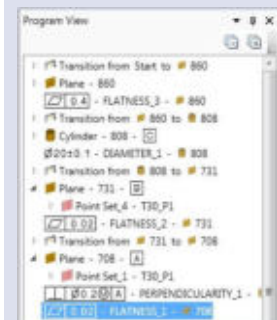 Program View
Transition from Start to 860
Plane - 860
0.4 - FLATNESS_3 - 860
Transition from 860 to 808
Cylinder - 808 - C
Ø20±0.1 - DIAMETER_1 - 808
Transition from 808 to 731
Plane - 731 - B
Point Set_4 - T30_P1
0.02 - FLATNESS_2 - 731
Transition from 731 to 708
Plane - 708 - A
Point Set_1 - T30_P1
Ø0.2 A - PERPENDICULARITY_1 -
0.02 - FLATNESS_1 - 708